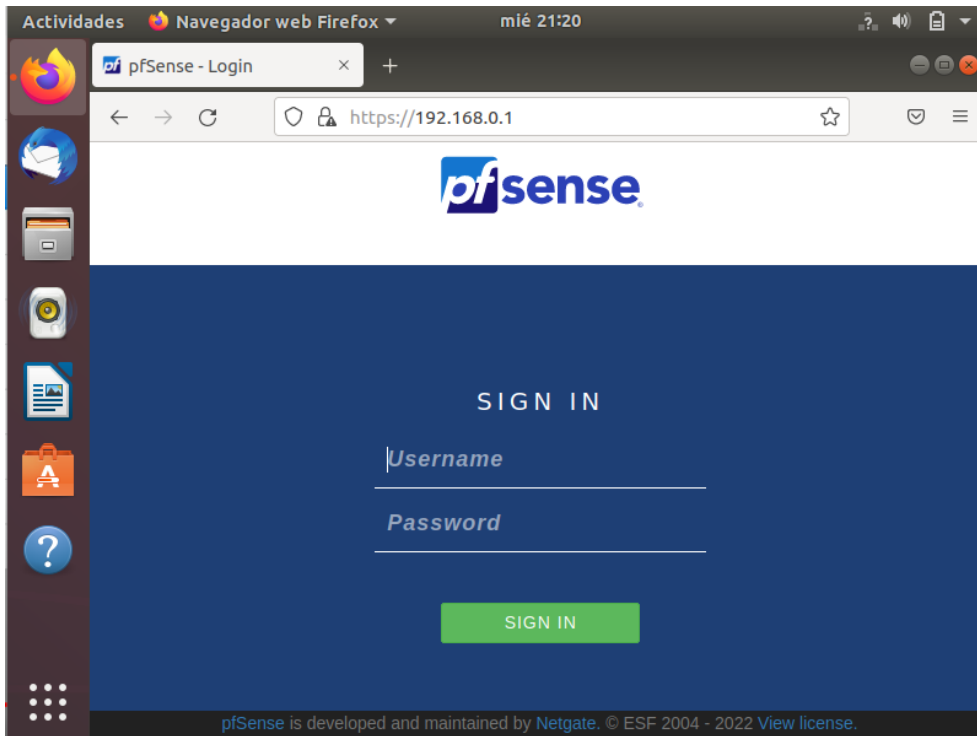 Actividades Navegador web Firefox mié 21:20
pfSense - Login
https://192.168.0.1
pfsense
SIGN IN
Username
Password
SIGN IN
pfSense is developed and maintained by Netgate. © ESF 2004 - 2022 View license.